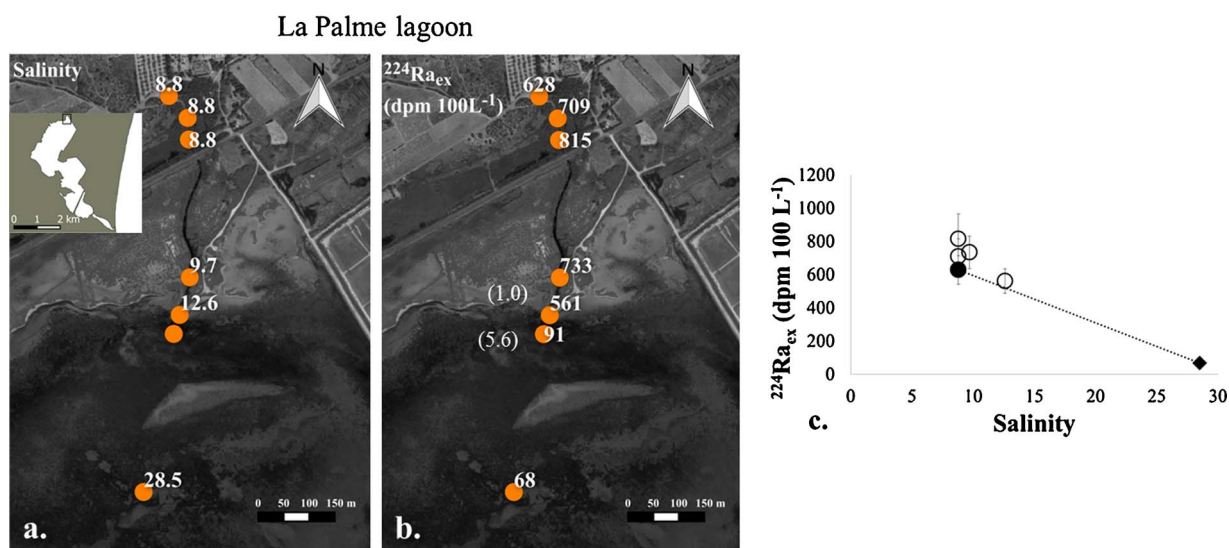 La Palme lagoon
Salinity
8.8
8.8
8.8
0 1 2 km
9.7
12.6
28.5
0 50 100 150 m
a.
N
²²⁴Raₑₓ
(dpm 100L⁻¹)
628
709
815
733
(1.0)
561
(5.6)
91
68
0 50 100 150 m
b.
N
²²⁴Raₑₓ (dpm 100 L⁻¹)
1200
1000
800
600
400
200
0
0 5 10 15 20 25 30
Salinity
c.